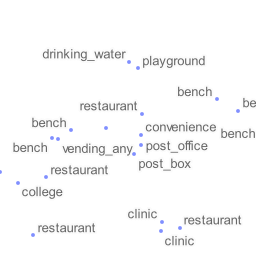 drinking_water
playground
bench
be
restaurant
bench
convenience
bench
bench
vending_any
post_office
post_box
restaurant
college
clinic
restaurant
restaurant
clinic